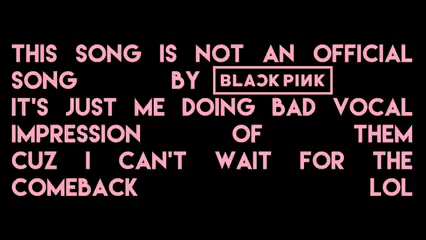 THIS SONG IS NOT AN OFFICIAL
SONG BY BLACKPINK
IT'S JUST ME DOING BAD VOCAL
IMPRESSION OF THEM
CUZ I CAN'T WAIT FOR THE
COMEBACK LOL